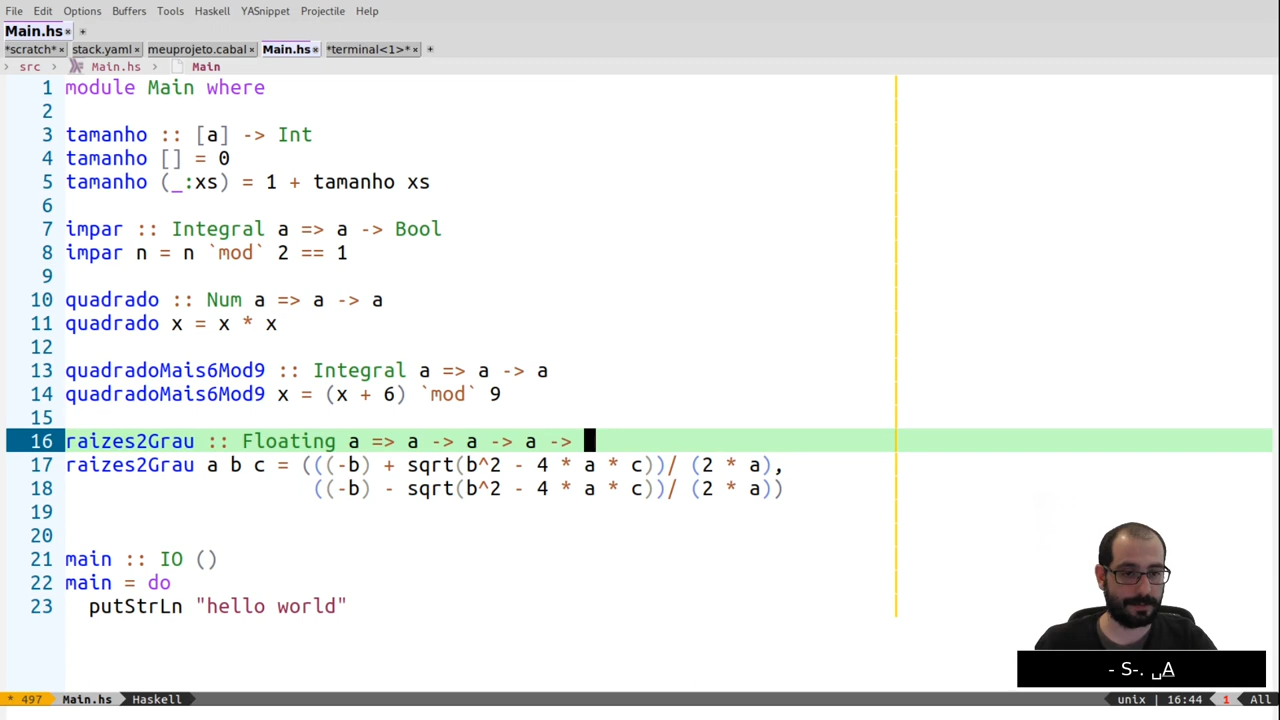 File Edit Options Buffers Tools Haskell YASnippet Projectile Help
Main.hs × +
*scratch* × stack.yaml × meuprojeto.cabal × Main.hs × *terminal<1>* × +
› src › Main.hs › Main
1 module Main where
2
3 tamanho :: [a] -> Int
4 tamanho [] = 0
5 tamanho (_:xs) = 1 + tamanho xs
6
7 impar :: Integral a => a -> Bool
8 impar n = n `mod` 2 == 1
9
10 quadrado :: Num a => a -> a
11 quadrado x = x * x
12
13 quadradoMais6Mod9 :: Integral a => a -> a
14 quadradoMais6Mod9 x = (x + 6) `mod` 9
15
16 raizes2Grau :: Floating a => a -> a -> a ->
17 raizes2Grau a b c = (((-b) + sqrt(b^2 - 4 * a * c))/ (2 * a),
18 ((-b) - sqrt(b^2 - 4 * a * c))/ (2 * a))
19
20
21 main :: IO ()
22 main = do
23 putStrLn "hello world"
- S-. ␣A
* 497 Main.hs Haskell unix | 16:44 1 All